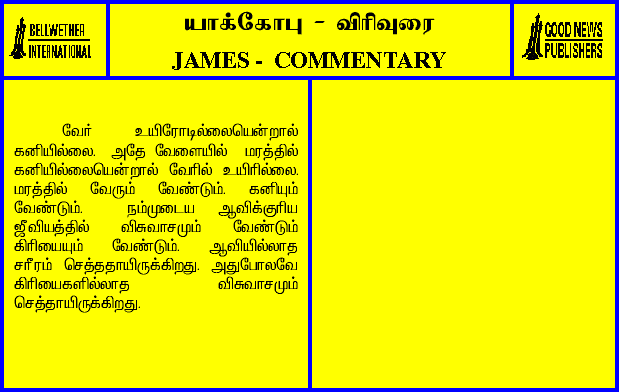 BELLWETHER
INTERNATIONAL
யாக்கோபு - விரிவுரை
JAMES - COMMENTARY
GOOD NEWS
PUBLISHERS
வேர் உயிரோடில்லையென்றால்
கனியில்லை. அதே வேளையில் மரத்தில்
கனியில்லையென்றால் வேரில் உயிரில்லை.
மரத்தில் வேரும் வேண்டும். கனியும்
வேண்டும். நம்முடைய ஆவிக்குரிய
ஜீவியத்தில் விசுவாசமும் வேண்டும்
கிரியையும் வேண்டும். ஆவியில்லாத
சரீரம் செத்ததாயிருக்கிறது. அதுபோலவே
கிரியைகளில்லாத விசுவாசமும்
செத்தாயிருக்கிறது.